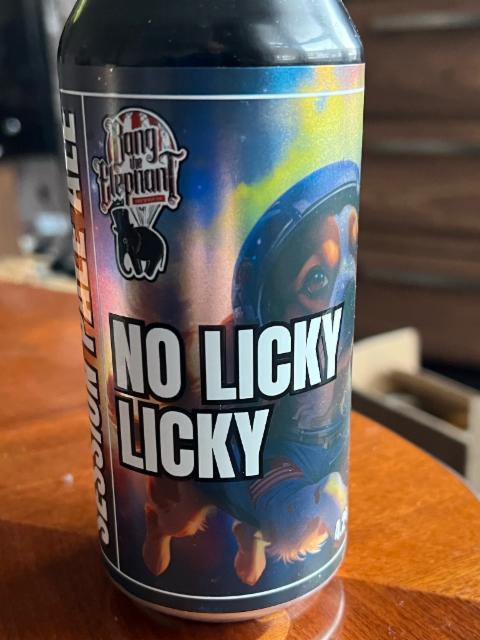 Bang
the
Elephant
NO LICKY
LICKY
SESSION PALE ALE